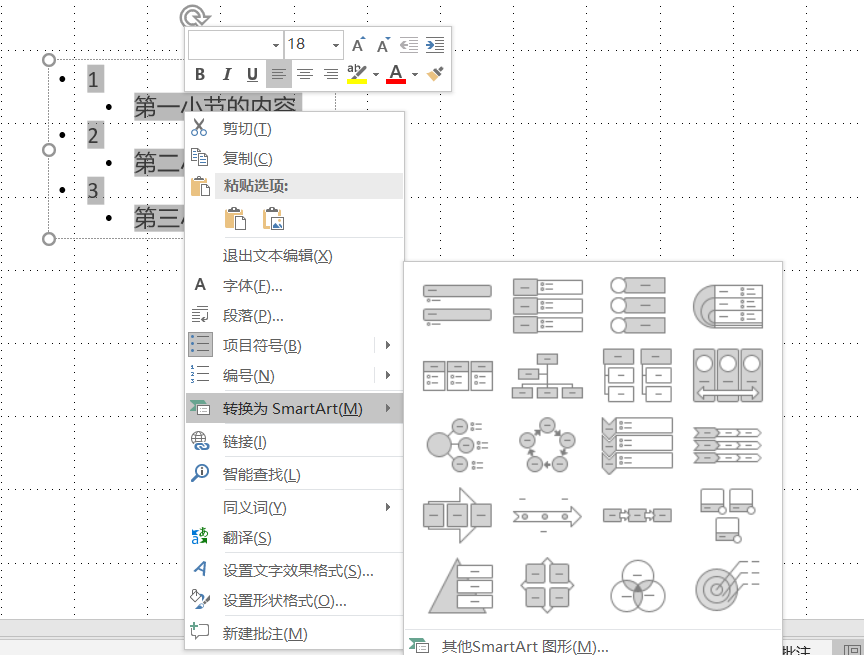 18
B I U A
1
第一小节的内容
2
第二
3
第三
剪切(T)
复制(C)
粘贴选项:
退出文本编辑(X)
A 字体(F)...
段落(P)...
项目符号(B)
编号(N)
转换为 SmartArt(M)
链接(I)
智能查找(L)
同义词(Y)
翻译(S)
设置文字效果格式(S)...
设置形状格式(O)...
新建批注(M)
其他SmartArt 图形(M)...
批注